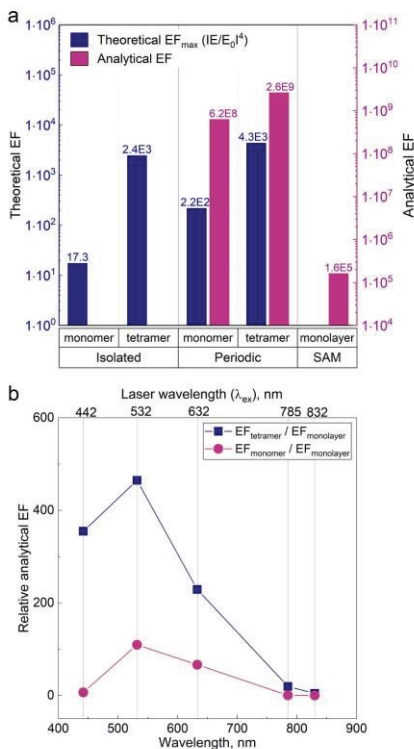 a
Theoretical EFmax (IE/E0I⁴)
Analytical EF
1·10⁶
1·10⁵
1·10⁴
1·10³
1·10²
1·10¹
1·10⁰
Theoretical EF
1·10¹¹
1·10¹⁰
1·10⁹
1·10⁸
1·10⁷
1·10⁶
1·10⁵
1·10⁴
Analytical EF
17.3
2.4E3
2.2E2
6.2E8
4.3E3
2.6E9
1.6E5
monomer tetramer monomer tetramer monolayer
Isolated Periodic SAM
b
Laser wavelength (λex), nm
442 532 632 785 832
EFtetramer / EFmonolayer
EFmonomer / EFmonolayer
600
400
200
0
Relative analytical EF
400 500 600 700 800 900
Wavelength, nm